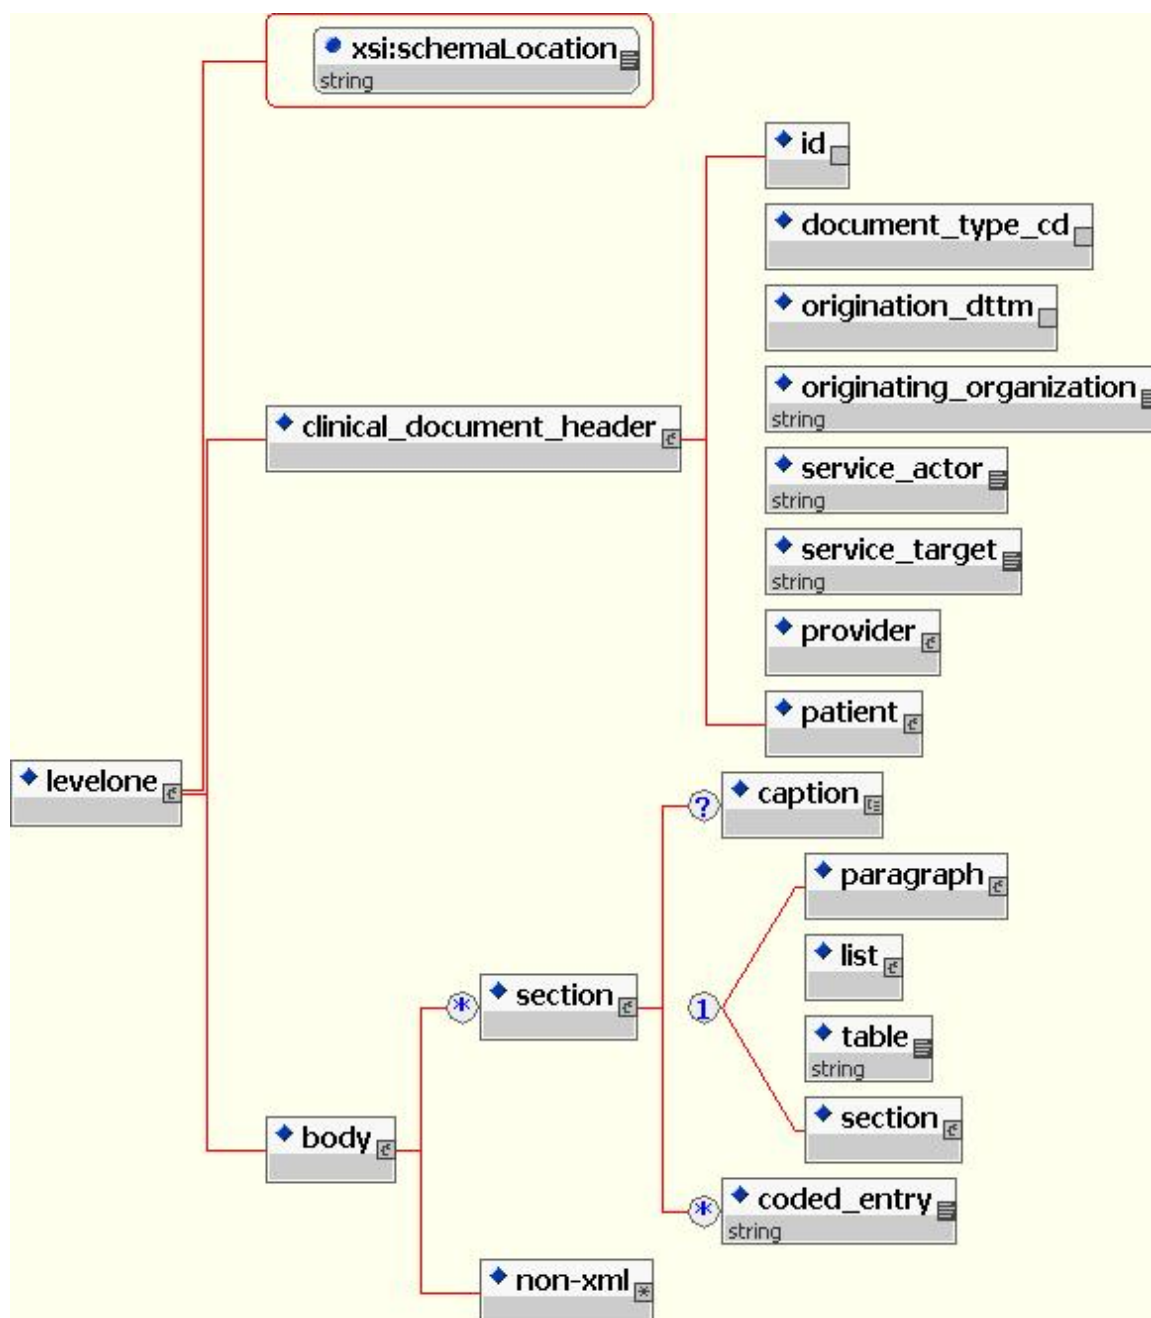 xsi:schemaLocation
string
id
document_type_cd
origination_dttm
originating_organization
string
clinical_document_header
service_actor
string
service_target
string
provider
patient
levelone
?
caption
paragraph
list
*
section
1
table
string
section
body
*
coded_entry
string
non-xml